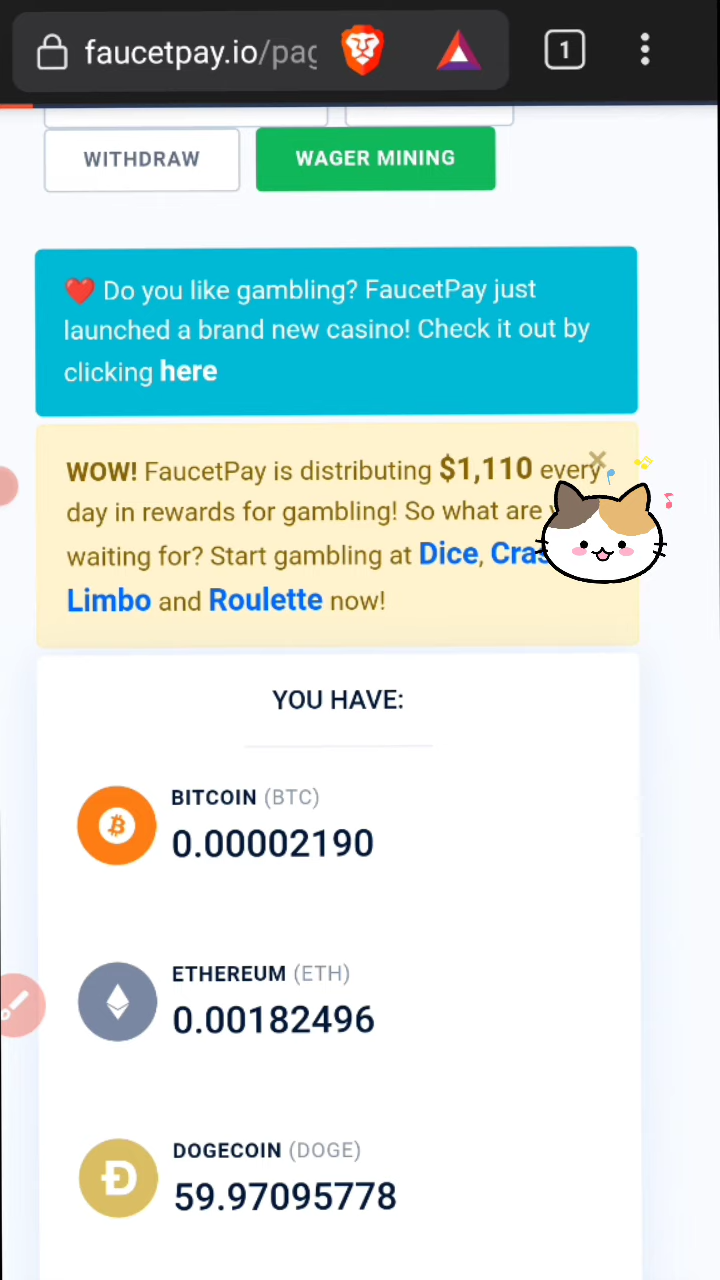 faucetpay.io/pag
1
WITHDRAW
WAGER MINING
❤️ Do you like gambling? FaucetPay just
launched a brand new casino! Check it out by
clicking here
WOW! FaucetPay is distributing $1,110 every
day in rewards for gambling! So what are
waiting for? Start gambling at Dice,
Limbo and Roulette now!
YOU HAVE:
BITCOIN (BTC)
0.00002190
ETHEREUM (ETH)
0.00182496
DOGECOIN (DOGE)
59.97095778